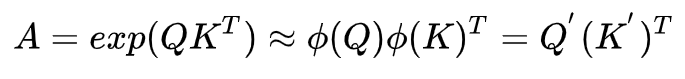 A = exp(QK^T) ≈ ϕ(Q)ϕ(K)^T = Q^′(K^′)^T